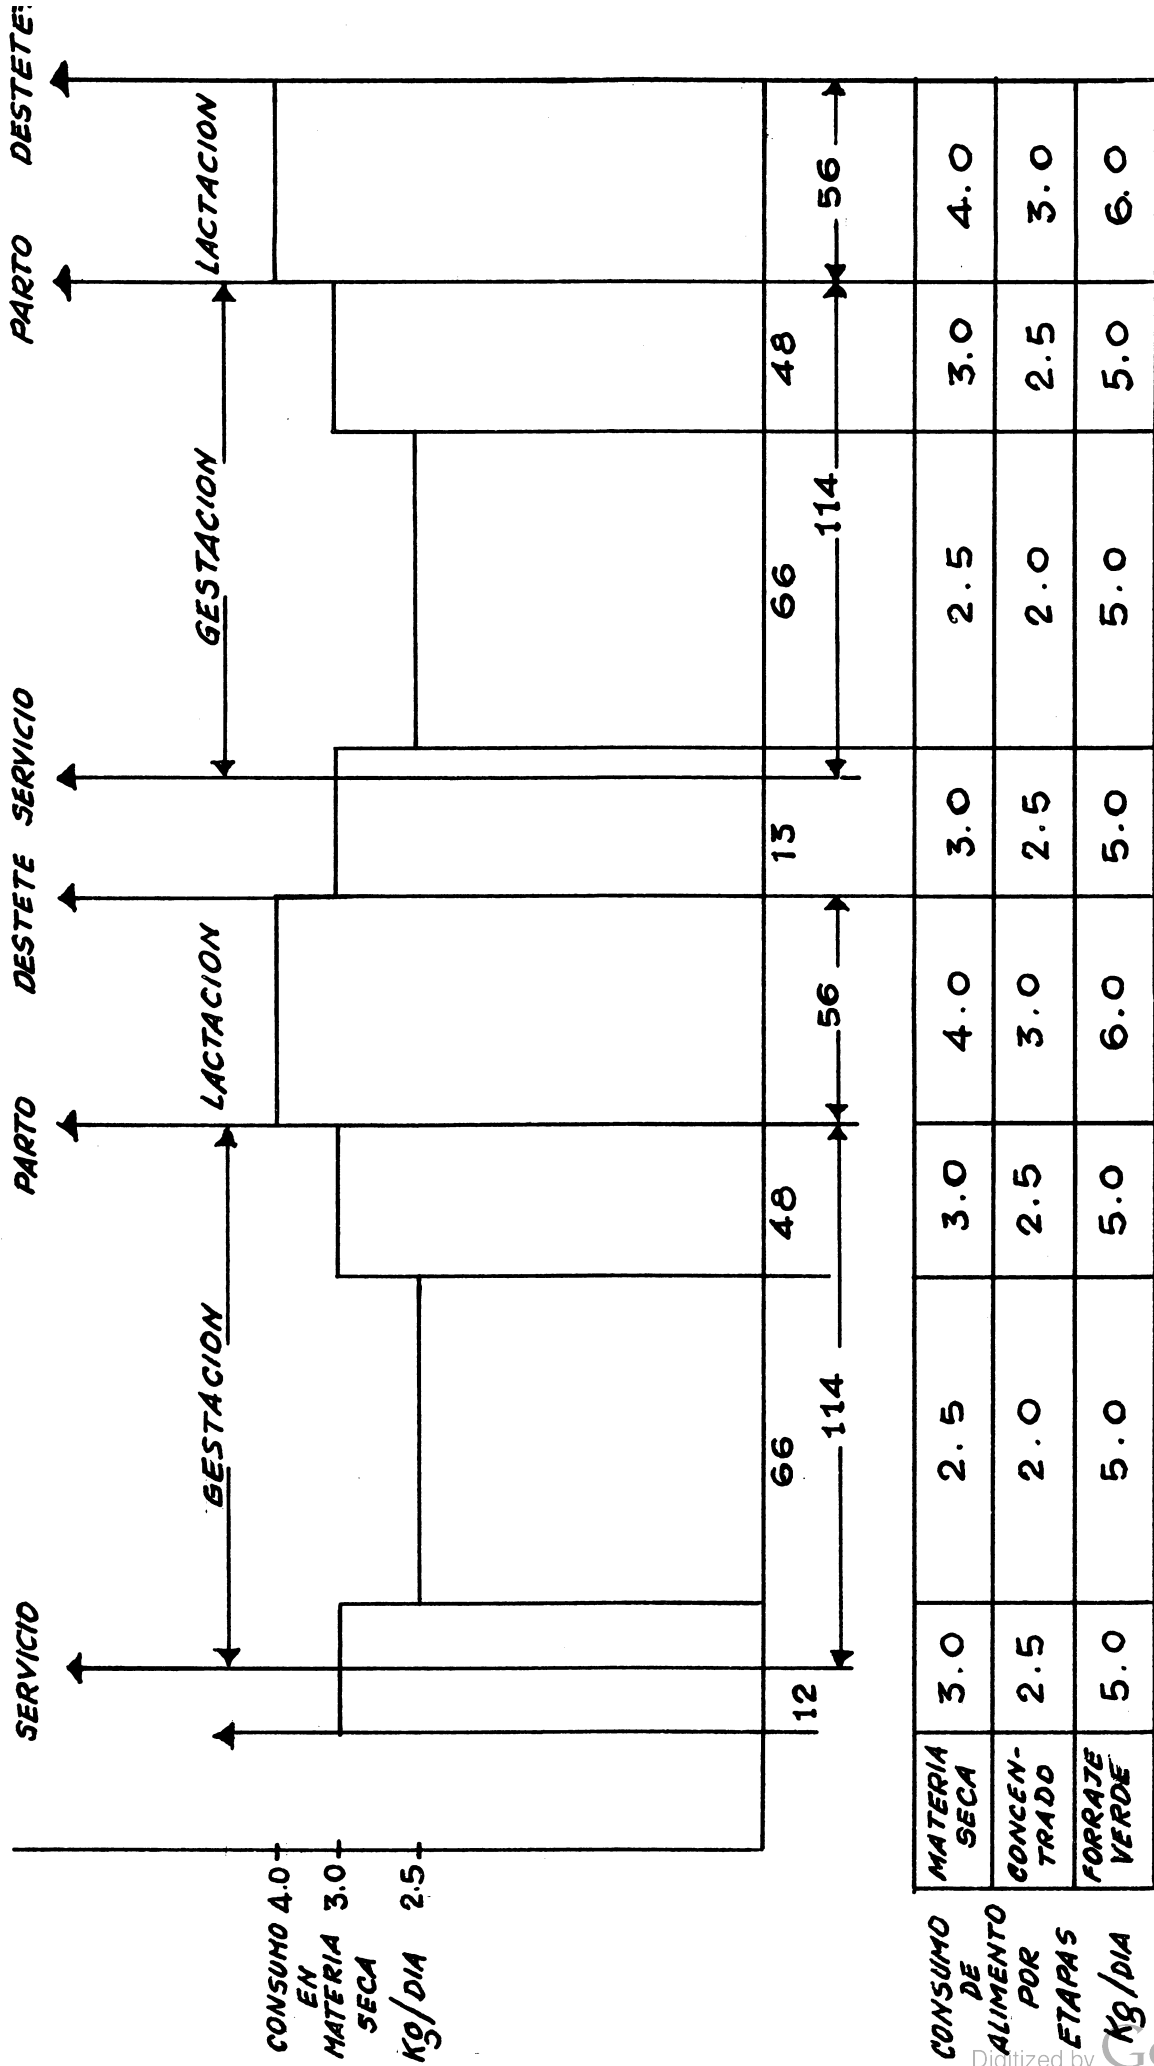 SERVICIO PARTO DESTETE SERVICIO PARTO DESTETE
GESTACION LACTACION GESTACION LACTACION
CONSUMO 4.0
EN
MATERIA 3.0
SECA
Kg/DIA 2.5
12 66 48 13 66 48
114 56 114 56
CONSUMO
DE
ALIMENTO
POR
ETAPAS
Kg/DIA
MATERIA
SECA
3.0 2.5 3.0 4.0 3.0 2.5 3.0 4.0
CONCEN-
TRADO
2.5 2.0 2.5 3.0 2.5 2.0 2.5 3.0
FORRAJE
VERDE
5.0 5.0 5.0 6.0 5.0 5.0 5.0 6.0
Digitized by